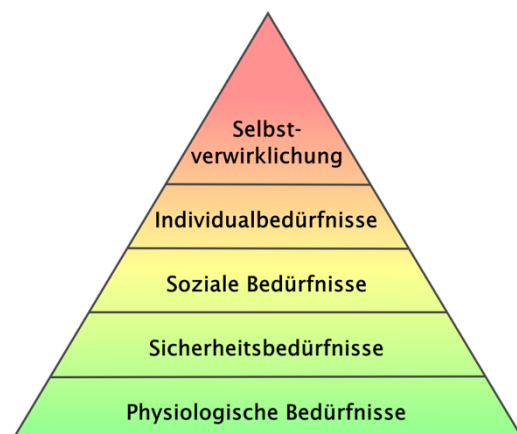 Selbst-
verwirklichung
Individualbedürfnisse
Soziale Bedürfnisse
Sicherheitsbedürfnisse
Physiologische Bedürfnisse